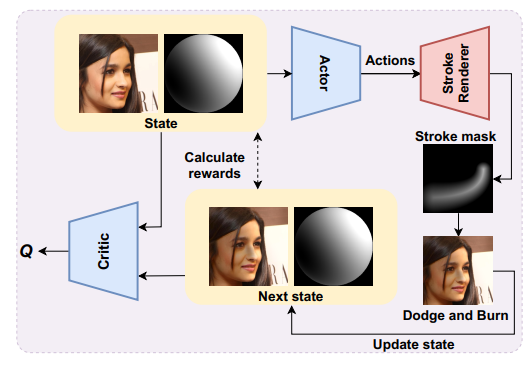 State
Actor
Actions
Stroke
Renderer
Stroke mask
Calculate
rewards
Critic
Q
Next state
Dodge and Burn
Update state